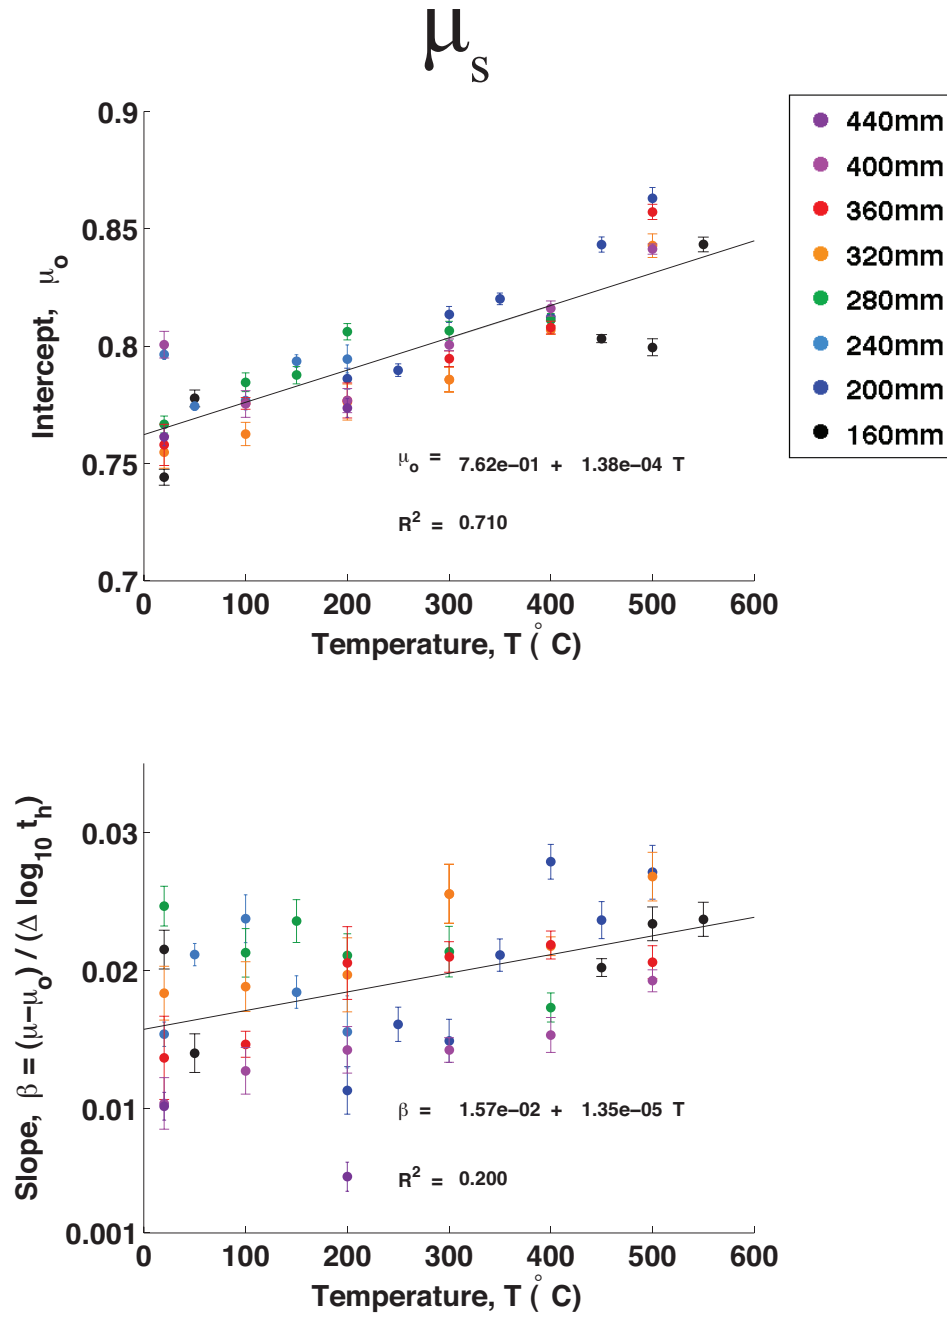 μs
0.9
0.85
0.8
0.75
0.7
Intercept, μo
0 100 200 300 400 500 600
Temperature, T (° C)
μo = 7.62e−01 + 1.38e−04 T
R2 = 0.710
440mm
400mm
360mm
320mm
280mm
240mm
200mm
160mm
0.03
0.02
0.01
0.001
Slope, β = (μ−μo) / (Δ log10 th)
0 100 200 300 400 500 600
Temperature, T (° C)
β = 1.57e−02 + 1.35e−05 T
R2 = 0.200